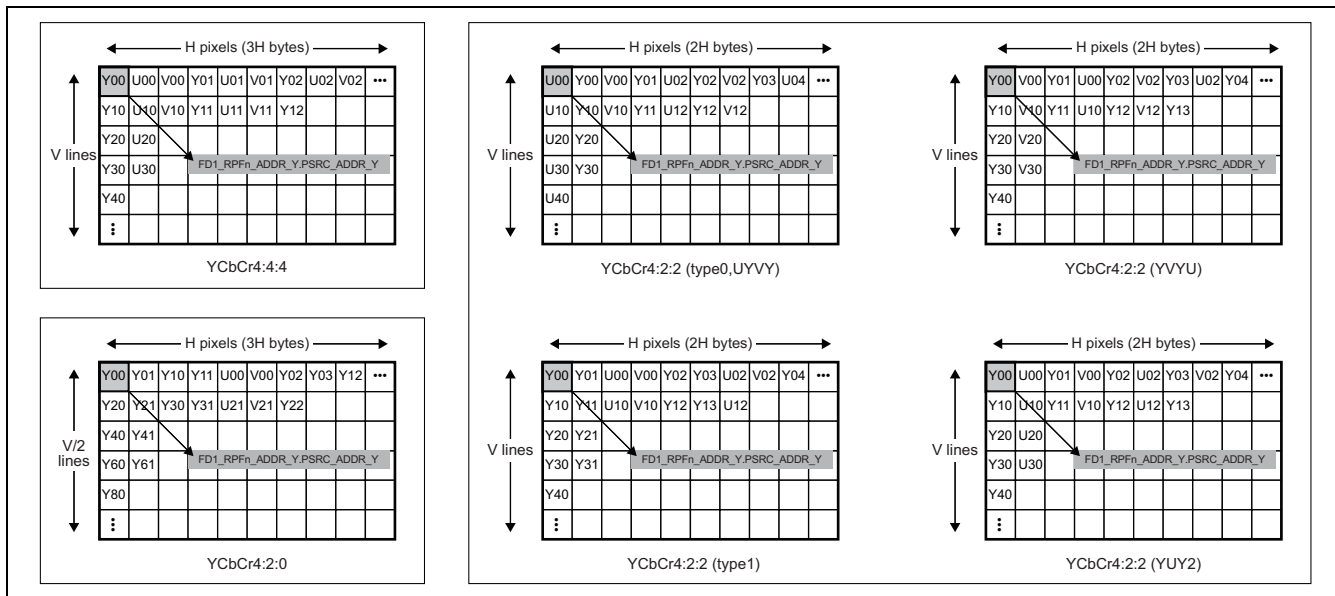 H pixels (3H bytes)
V lines
Y00 U00 V00 Y01 U01 V01 Y02 U02 V02 •••
Y10 U10 V10 Y11 U11 V11 Y12
Y20 U20
Y30 U30 FD1_RPFn_ADDR_Y.PSRC_ADDR_Y
Y40
⋮
YCbCr4:4:4
H pixels (2H bytes)
V lines
U00 Y00 V00 Y01 U02 Y02 V02 Y03 U04 •••
U10 Y10 V10 Y11 U12 Y12 V12
U20 Y20
U30 Y30 FD1_RPFn_ADDR_Y.PSRC_ADDR_Y
U40
⋮
YCbCr4:2:2 (type0,UYVY)
H pixels (2H bytes)
V lines
Y00 V00 Y01 U00 Y02 V02 Y03 U02 Y04 •••
Y10 V10 Y11 U10 Y12 V12 Y13
Y20 V20
Y30 V30 FD1_RPFn_ADDR_Y.PSRC_ADDR_Y
Y40
⋮
YCbCr4:2:2 (YVYU)
H pixels (3H bytes)
V/2
lines
Y00 Y01 Y10 Y11 U00 V00 Y02 Y03 Y12 •••
Y20 Y21 Y30 Y31 U21 V21 Y22
Y40 Y41
Y60 Y61 FD1_RPFn_ADDR_Y.PSRC_ADDR_Y
Y80
⋮
YCbCr4:2:0
H pixels (2H bytes)
V lines
Y00 Y01 U00 V00 Y02 Y03 U02 V02 Y04 •••
Y10 Y11 U10 V10 Y12 Y13 U12
Y20 Y21
Y30 Y31 FD1_RPFn_ADDR_Y.PSRC_ADDR_Y
Y40
⋮
YCbCr4:2:2 (type1)
H pixels (2H bytes)
V lines
Y00 U00 Y01 V00 Y02 U02 Y03 V02 Y04 •••
Y10 U10 Y11 V10 Y12 U12 Y13
Y20 U20
Y30 U30 FD1_RPFn_ADDR_Y.PSRC_ADDR_Y
Y40
⋮
YCbCr4:2:2 (YUY2)